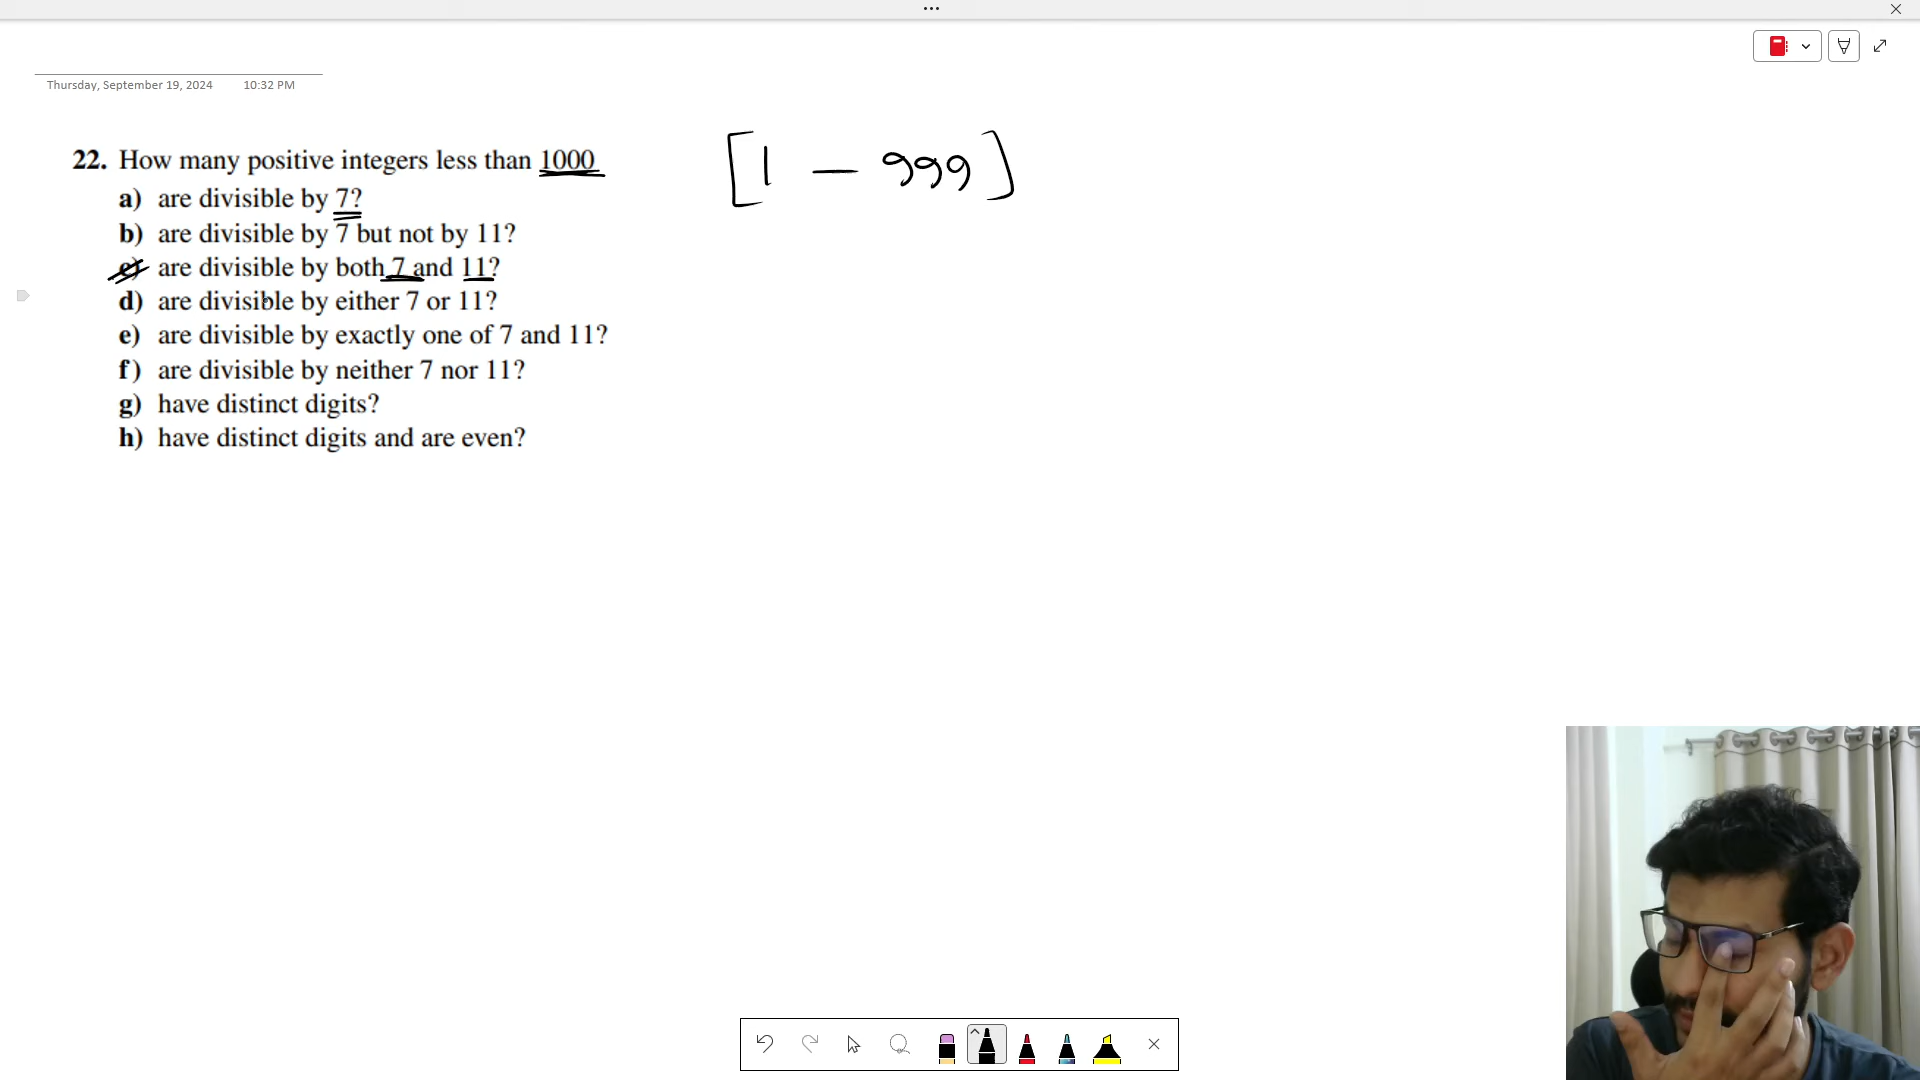 Thursday, September 19, 2024 10:32 PM
22. How many positive integers less than 1000
[1 — 999]
a) are divisible by 7?
b) are divisible by 7 but not by 11?
c) are divisible by both 7 and 11?
d) are divisible by either 7 or 11?
e) are divisible by exactly one of 7 and 11?
f) are divisible by neither 7 nor 11?
g) have distinct digits?
h) have distinct digits and are even?